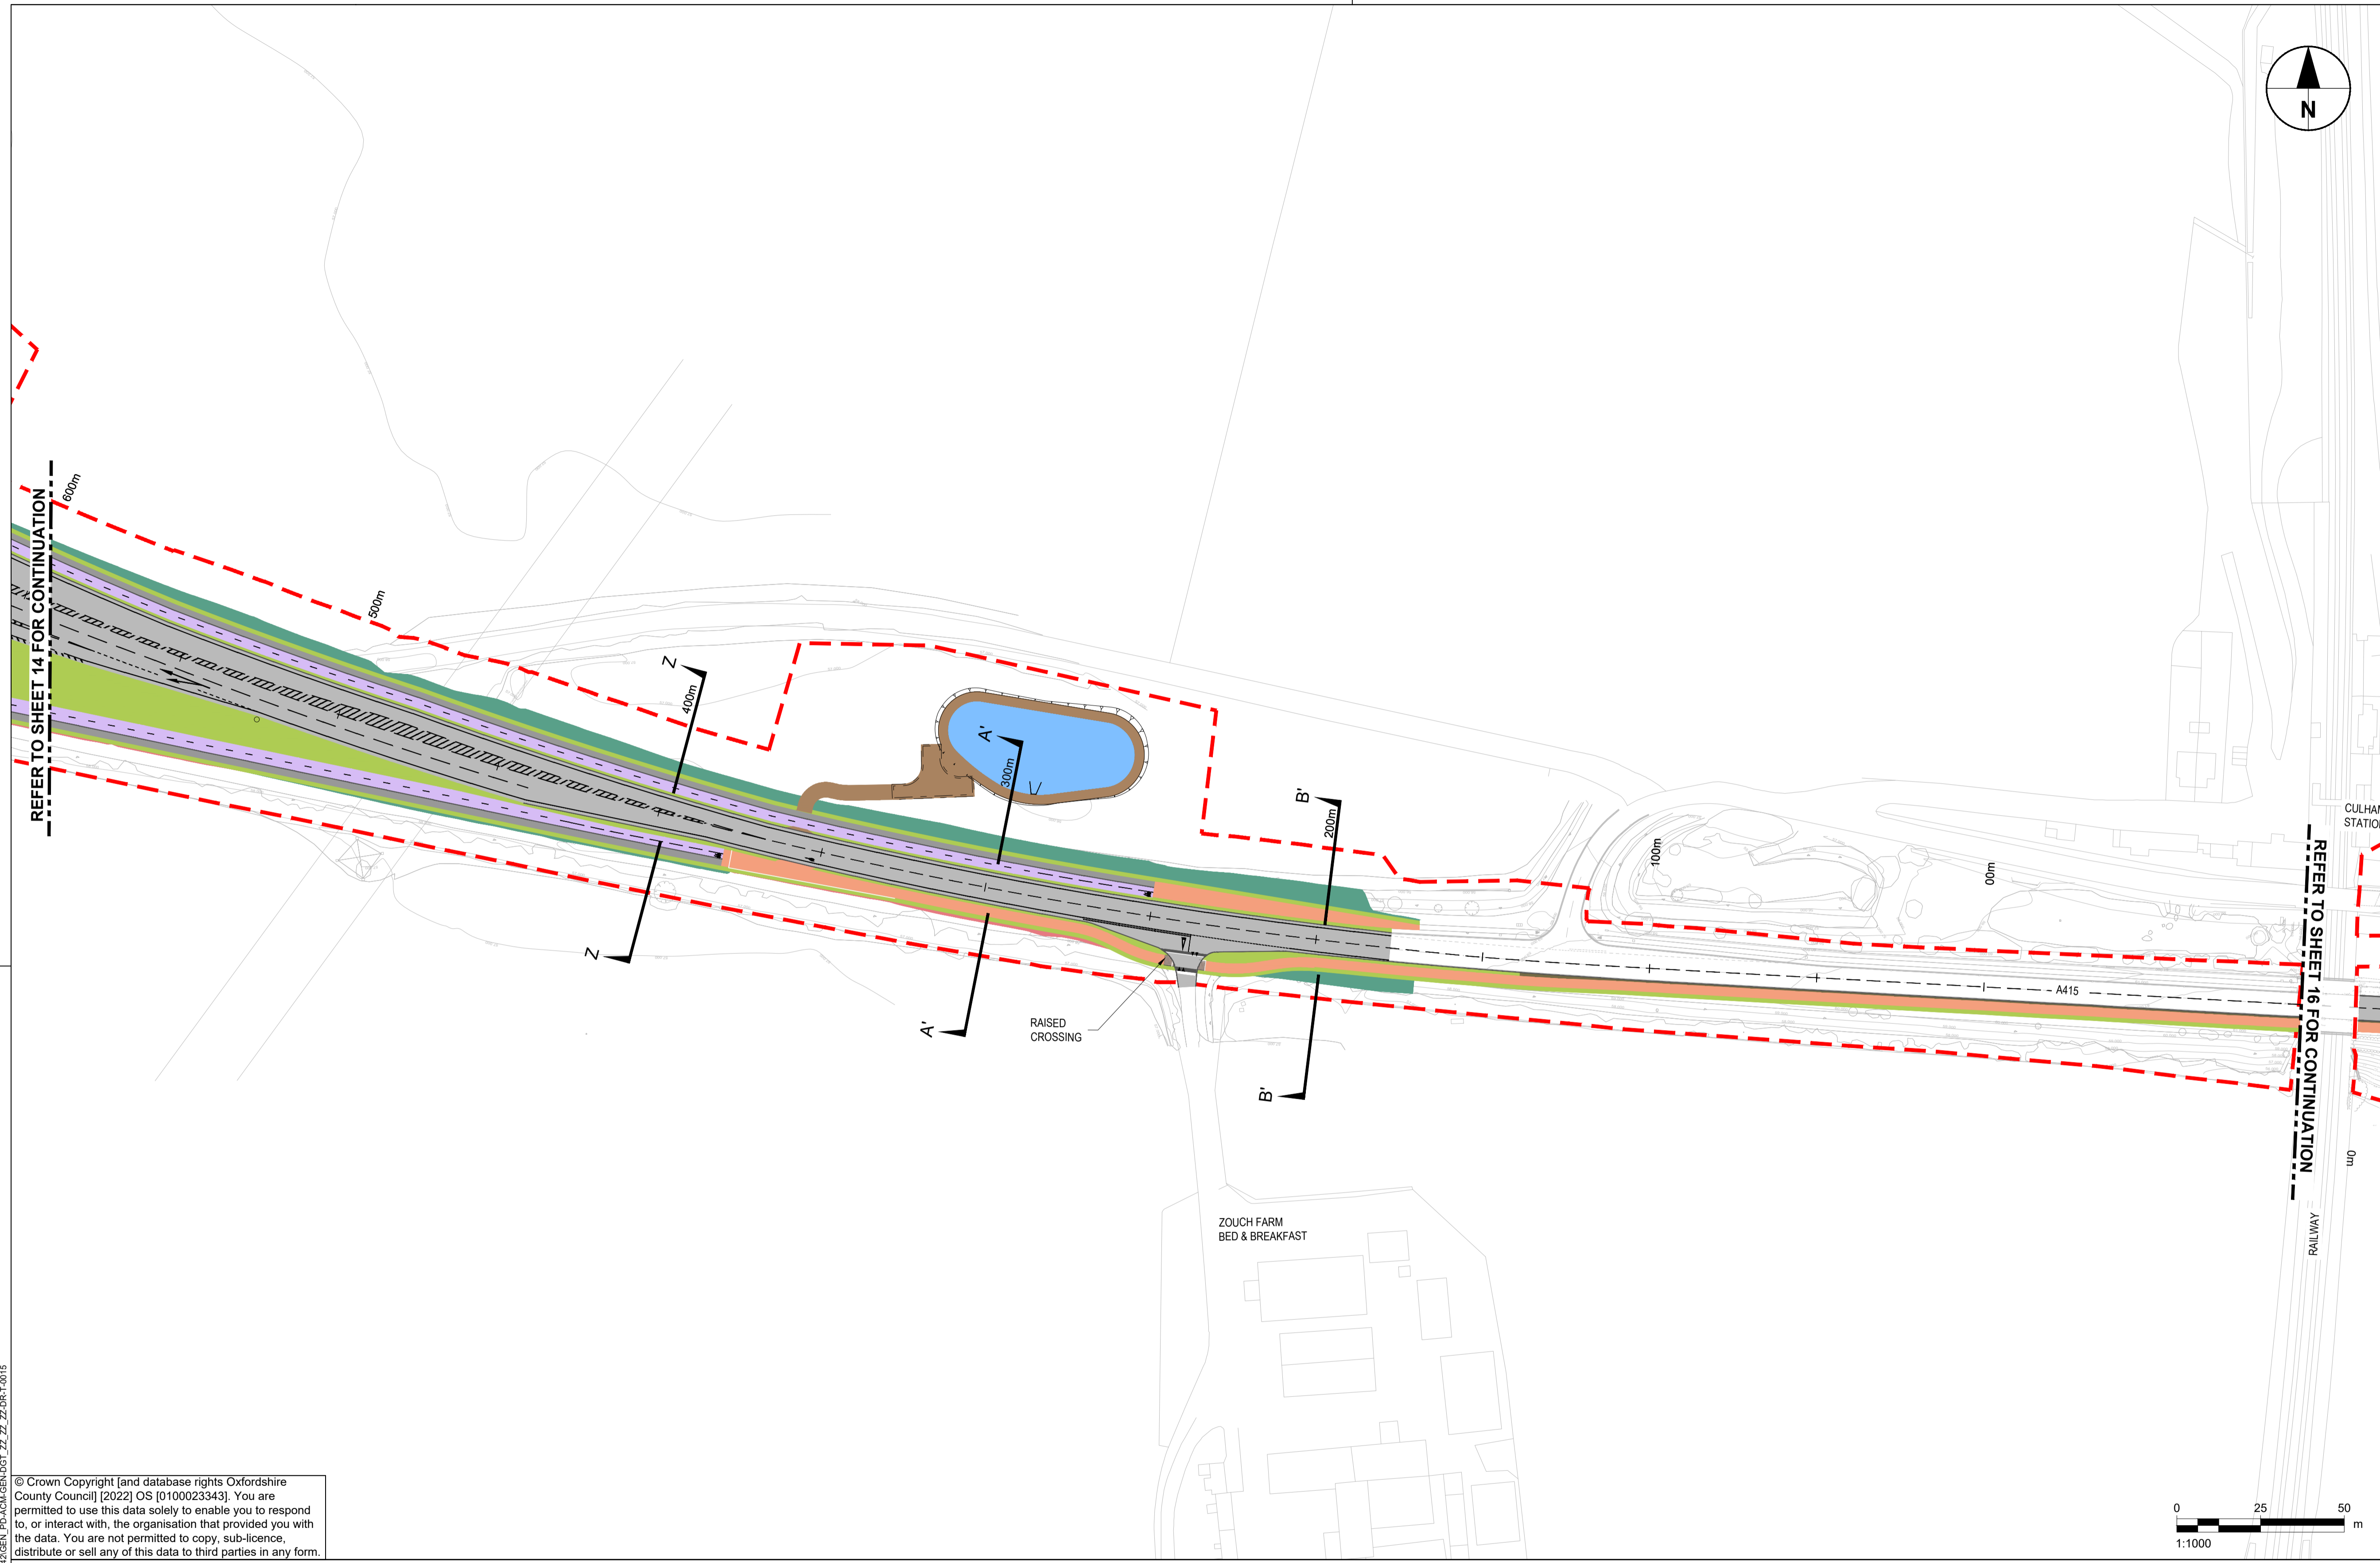 N
REFER TO SHEET 14 FOR CONTINUATION
600m
500m
Z
400m
A'
300m
B'
200m
100m
00m
CULHAM
STATION
REFER TO SHEET 16 FOR CONTINUATION
A415
Z
A'
RAISED
CROSSING
B'
0m
RAILWAY
ZOUCH FARM
BED & BREAKFAST
© Crown Copyright [and database rights Oxfordshire
County Council] [2022] OS [0100023343]. You are
permitted to use this data solely to enable you to respond
to, or interact with, the organisation that provided you with
the data. You are not permitted to copy, sub-licence,
distribute or sell any of this data to third parties in any form.
0 25 50
m
1:1000